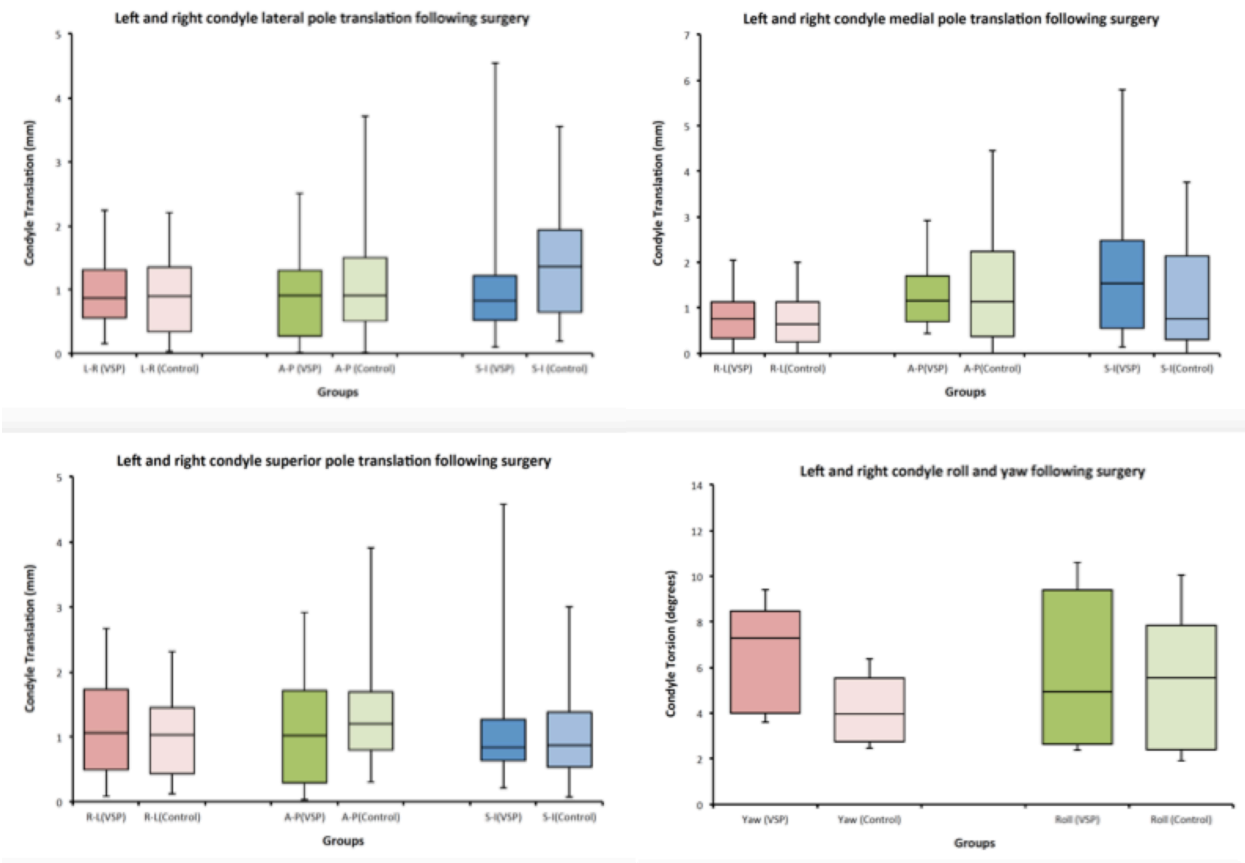 Left and right condyle lateral pole translation following surgery
Condyle Translation (mm)
5
4
3
2
1
0
L-R (VSP) L-R (Control) A-P (VSP) A-P (Control) S-I (VSP) S-I (Control)
Groups
Left and right condyle medial pole translation following surgery
Condyle Translation (mm)
7
6
5
4
3
2
1
0
R-L(VSP) R-L(Control) A-P(VSP) A-P(Control) S-I(VSP) S-I(Control)
Groups
Left and right condyle superior pole translation following surgery
Condyle Translation (mm)
5
4
3
2
1
0
R-L(VSP) R-L(Control) A-P(VSP) A-P(Control) S-I(VSP) S-I(Control)
Groups
Left and right condyle roll and yaw following surgery
Condyle Torsion (degrees)
14
12
10
8
6
4
2
0
Yaw (VSP) Yaw (Control) Roll (VSP) Roll (Control)
Groups